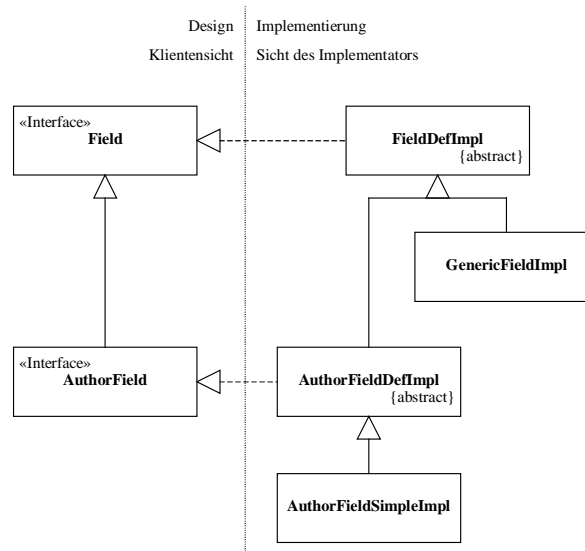 Design Implementierung
Klientensicht Sicht des Implementators
«Interface»
Field
FieldDefImpl
{abstract}
GenericFieldImpl
«Interface»
AuthorField
AuthorFieldDefImpl
{abstract}
AuthorFieldSimpleImpl